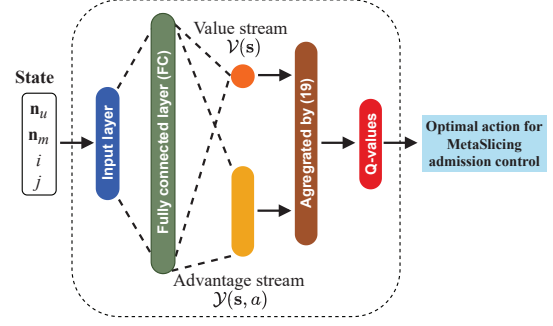 State
n_u
n_m
i
j
Input layer
Fully connected layer (FC)
Value stream
𝒱(s)
Advantage stream
𝒴(s, a)
Agregrated by (19)
Q-values
Optimal action for
MetaSlicing
admission control